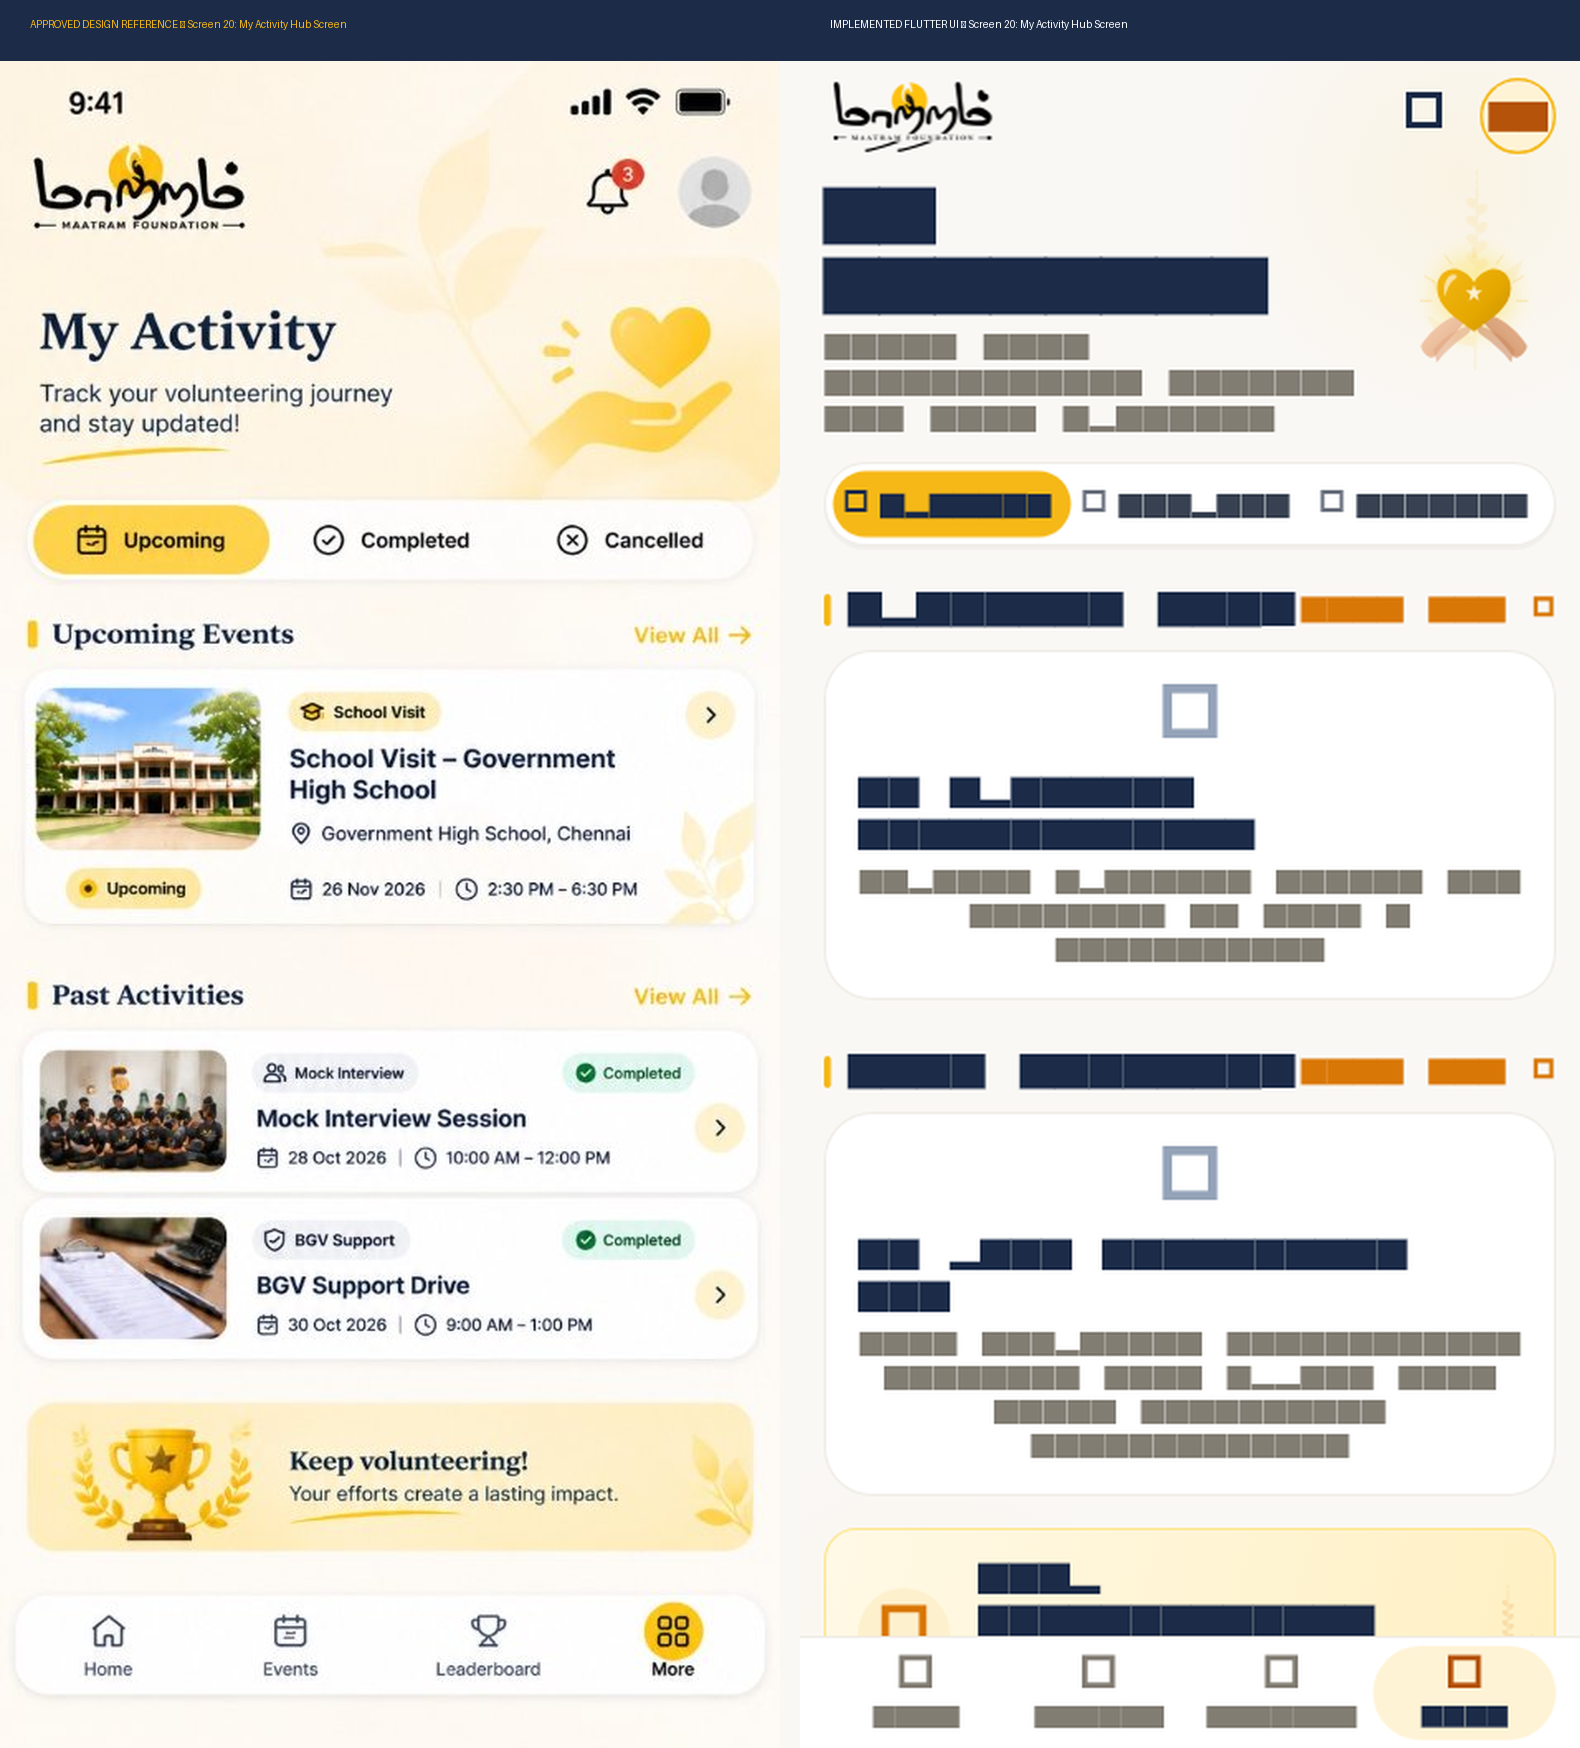 APPROVED DESIGN REFERENCE Screen 20: My Activity Hub Screen
IMPLEMENTED FLUTTER UI Screen 20: My Activity Hub Screen
9:41
மாற்றம்
MAATRAM FOUNDATION
3
My Activity
Track your volunteering journey
and stay updated!
Upcoming
Completed
Cancelled
Upcoming Events
View All →
School Visit
School Visit – Government
High School
Government High School, Chennai
Upcoming
26 Nov 2026 | 2:30 PM – 6:30 PM
Past Activities
View All →
Mock Interview
Completed
Mock Interview Session
28 Oct 2026 | 10:00 AM – 12:00 PM
BGV Support
Completed
BGV Support Drive
30 Oct 2026 | 9:00 AM – 1:00 PM
Keep volunteering!
Your efforts create a lasting impact.
Home
Events
Leaderboard
More
மாற்றம்
MAATRAM FOUNDATION